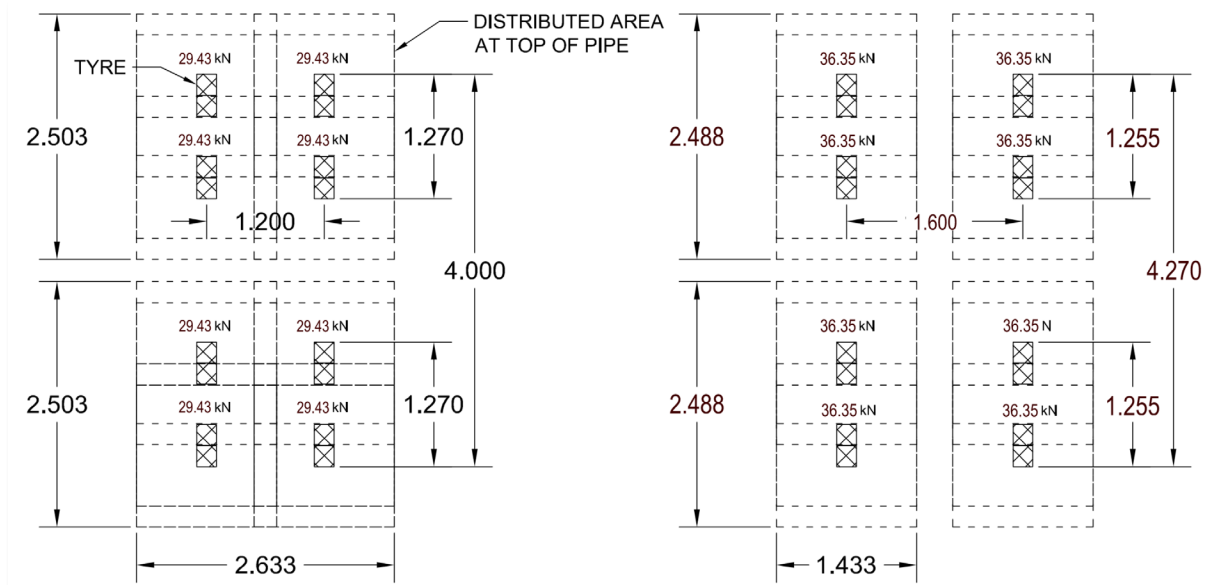 DISTRIBUTED AREA
AT TOP OF PIPE
TYRE
29.43 kN
29.43 kN
2.503
1.270
29.43 kN
29.43 kN
1.200
4.000
29.43 kN
29.43 kN
2.503
1.270
29.43 kN
29.43 kN
2.633
36.35 kN
36.35 kN
2.488
1.255
36.35 kN
36.35 kN
1.600
4.270
36.35 kN
36.35 N
2.488
1.255
36.35 kN
36.35 kN
1.433